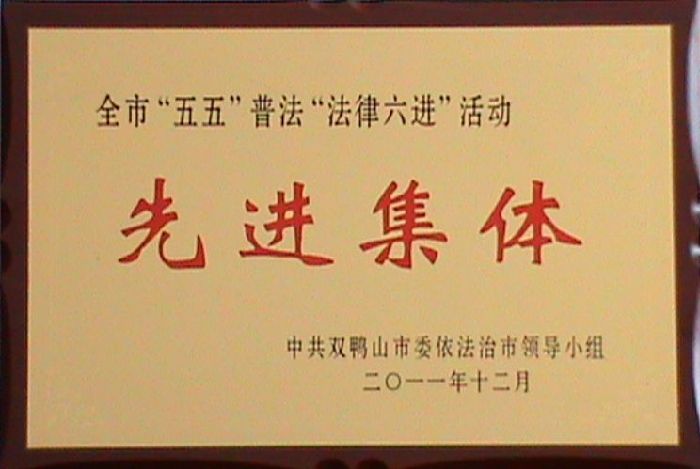 全市“五五”普法“法律六进”活动
先进集体
中共双鸭山市委依法治市领导小组
二〇一一年十二月